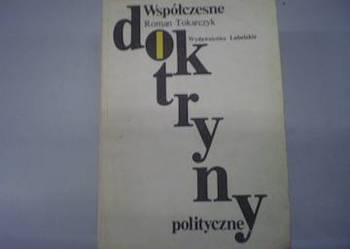 Współczesne
Roman Tokarczyk
Wydawnictwo Lubelskie
doktryny
polityczne